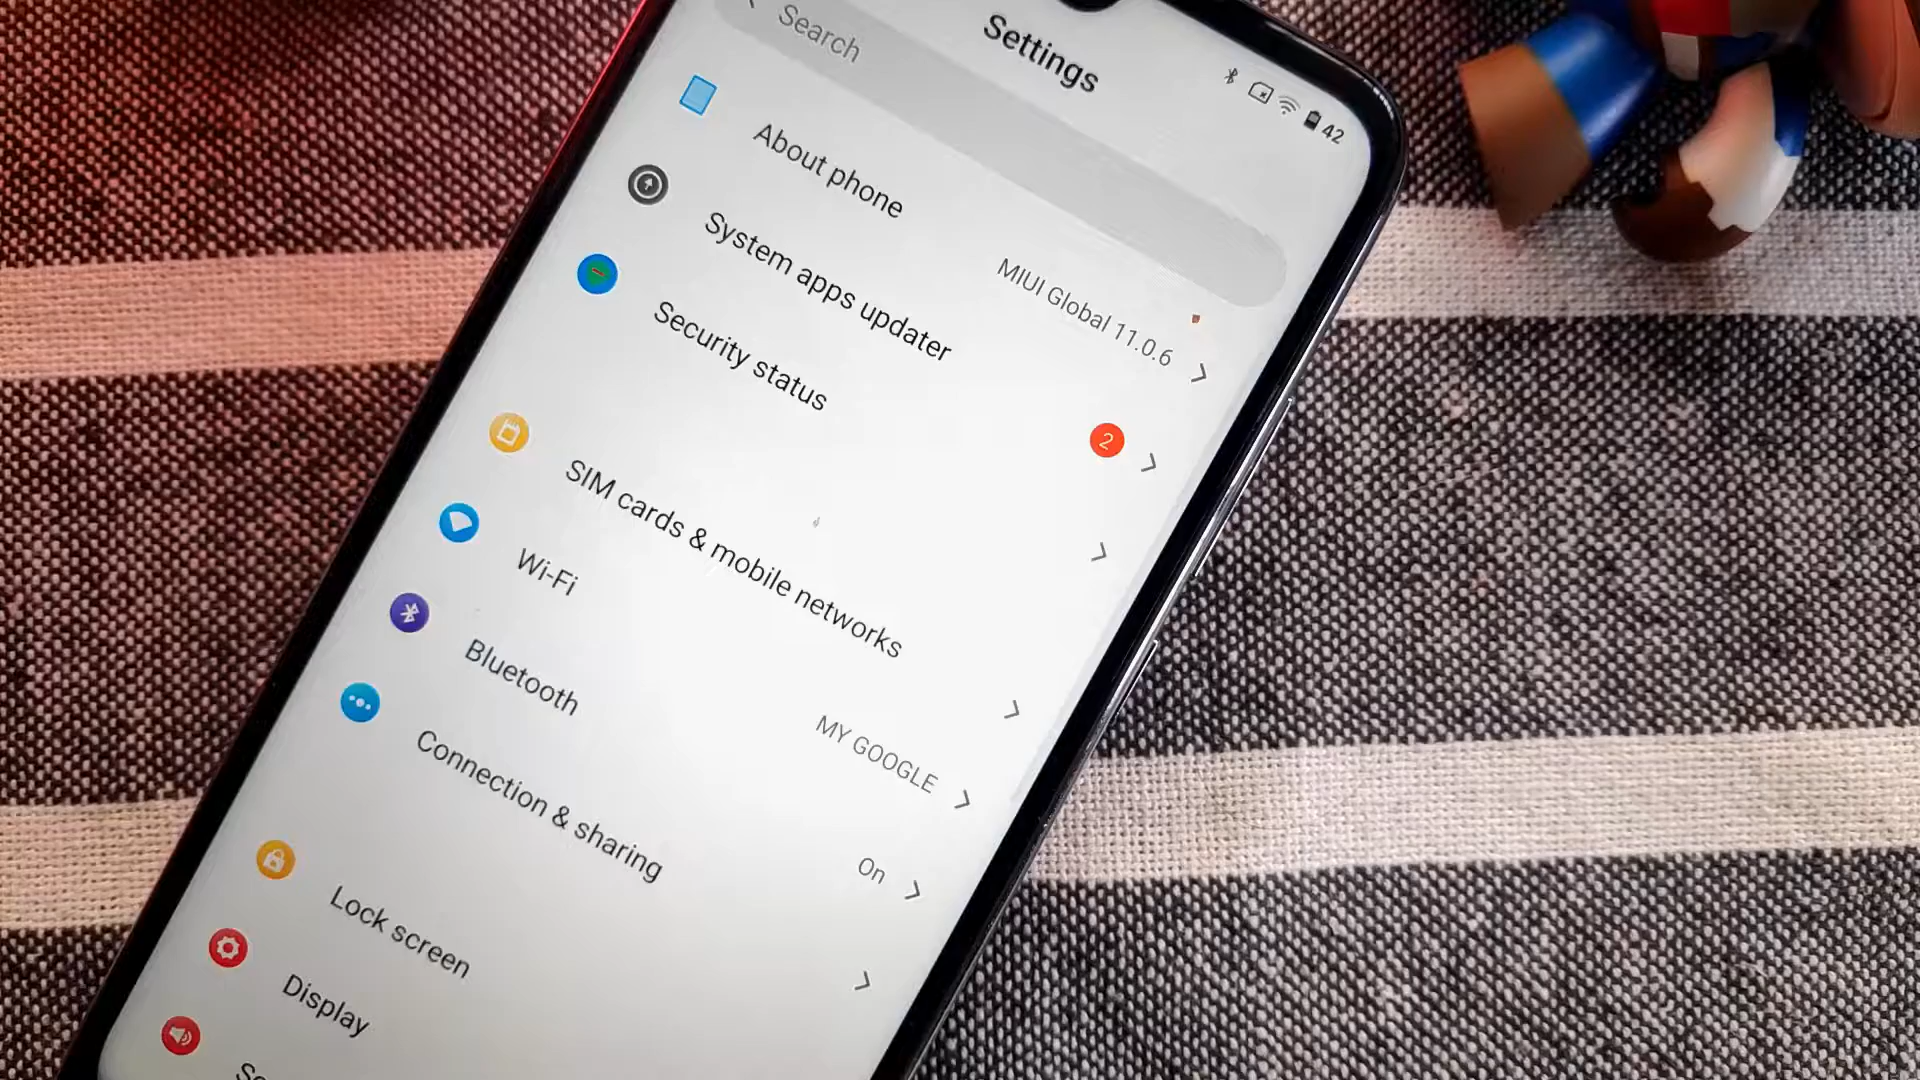 42
Settings
Search
About phone
MIUI Global 11.0.6
System apps updater
2
Security status
SIM cards & mobile networks
Wi-Fi
MY GOOGLE
Bluetooth
On
Connection & sharing
Lock screen
Display